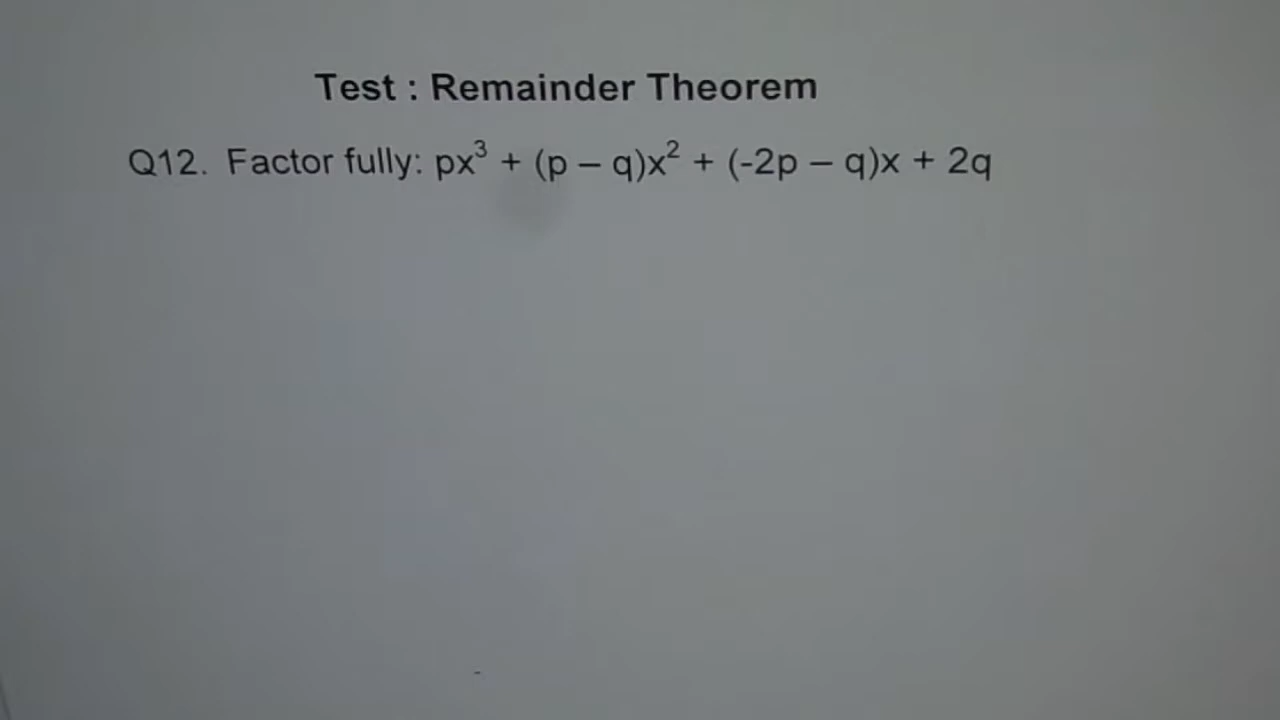 Test : Remainder Theorem
Q12. Factor fully: px³ + (p – q)x² + (-2p – q)x + 2q